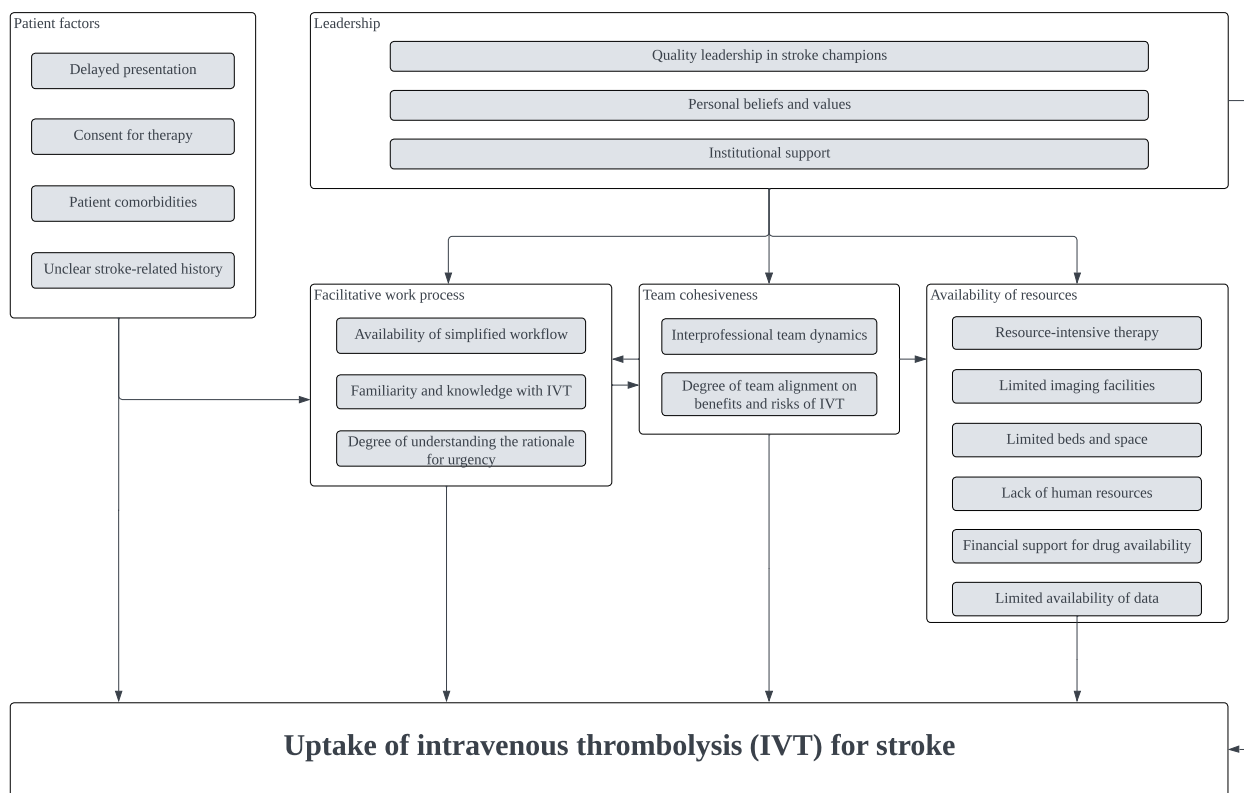 Patient factors
Delayed presentation
Consent for therapy
Patient comorbidities
Unclear stroke-related history
Leadership
Quality leadership in stroke champions
Personal beliefs and values
Institutional support
Facilitative work process
Availability of simplified workflow
Familiarity and knowledge with IVT
Degree of understanding the rationale
for urgency
Team cohesiveness
Interprofessional team dynamics
Degree of team alignment on
benefits and risks of IVT
Availability of resources
Resource-intensive therapy
Limited imaging facilities
Limited beds and space
Lack of human resources
Financial support for drug availability
Limited availability of data
Uptake of intravenous thrombolysis (IVT) for stroke